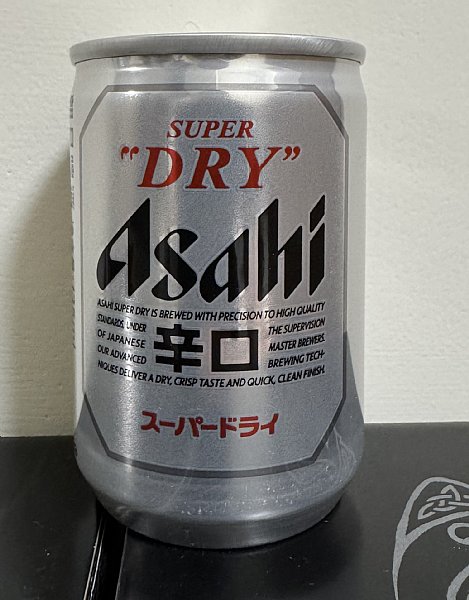 SUPER
“DRY”
Asahi
ASAHI SUPER DRY IS BREWED WITH PRECISION TO HIGH QUALITY
STANDARDS, UNDER THE SUPERVISION
OF JAPANESE MASTER BREWERS.
OUR ADVANCED BREWING TECH-
辛口
NIQUES DELIVER A DRY, CRISP TASTE AND QUICK, CLEAN FINISH.
スーパードライ